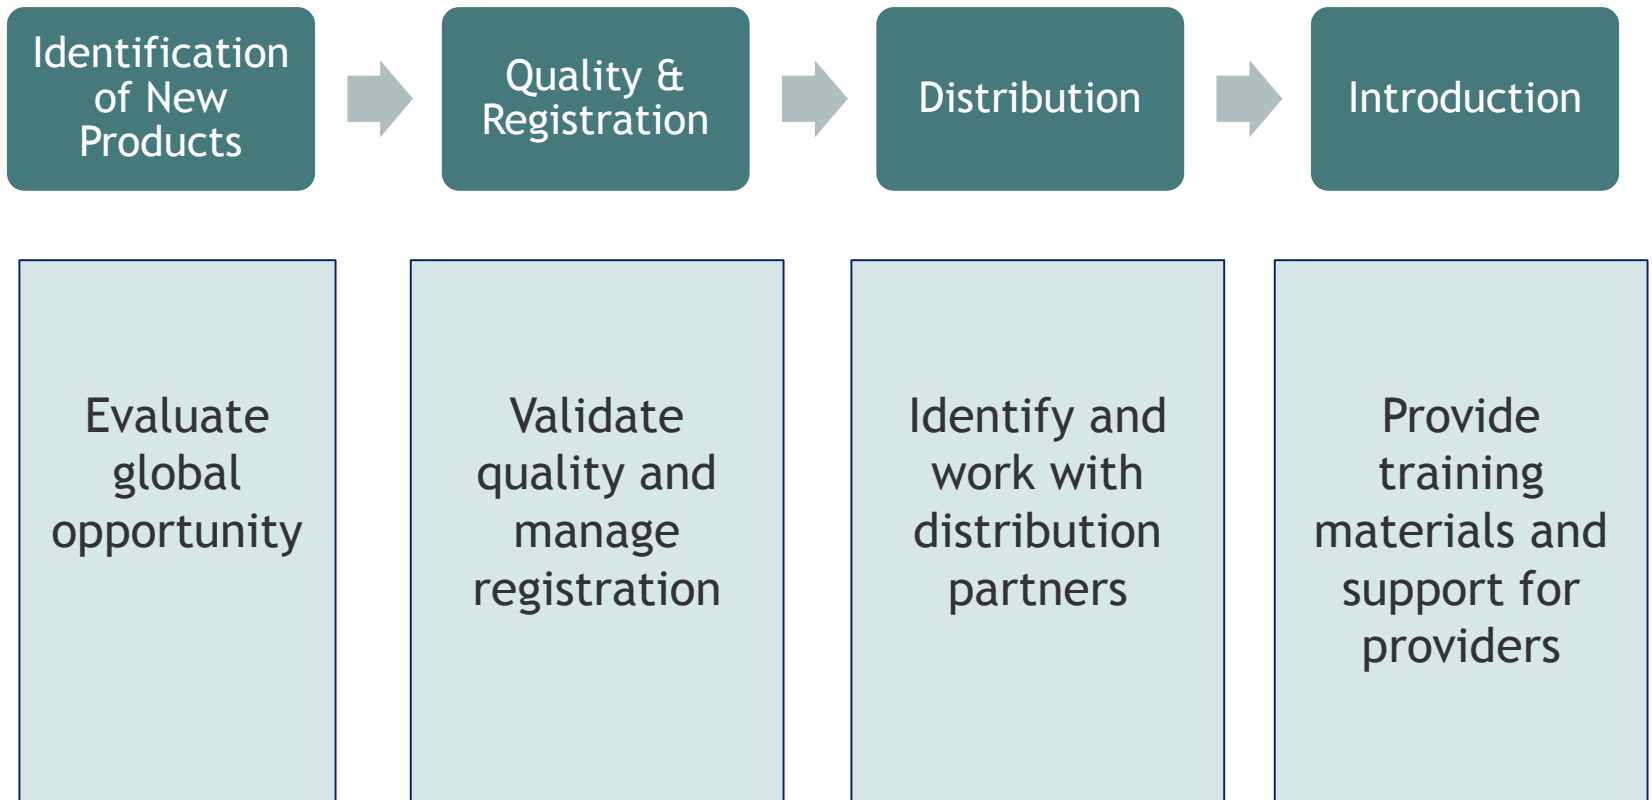 Identification
of New
Products
Quality &
Registration
Distribution
Introduction
Evaluate
global
opportunity
Validate
quality and
manage
registration
Identify and
work with
distribution
partners
Provide
training
materials and
support for
providers